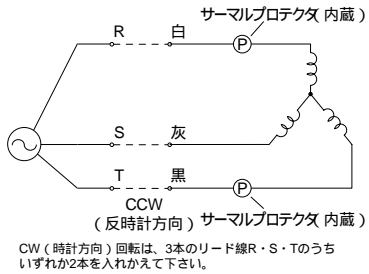 サーマルプロテクタ（内蔵）
R 白
P
S 灰
T 黒
P
CCW
（反時計方向）
サーマルプロテクタ（内蔵）
CW（時計方向）回転は、3本のリード線R・S・Tのうち
いずれか2本を入れかえて下さい。